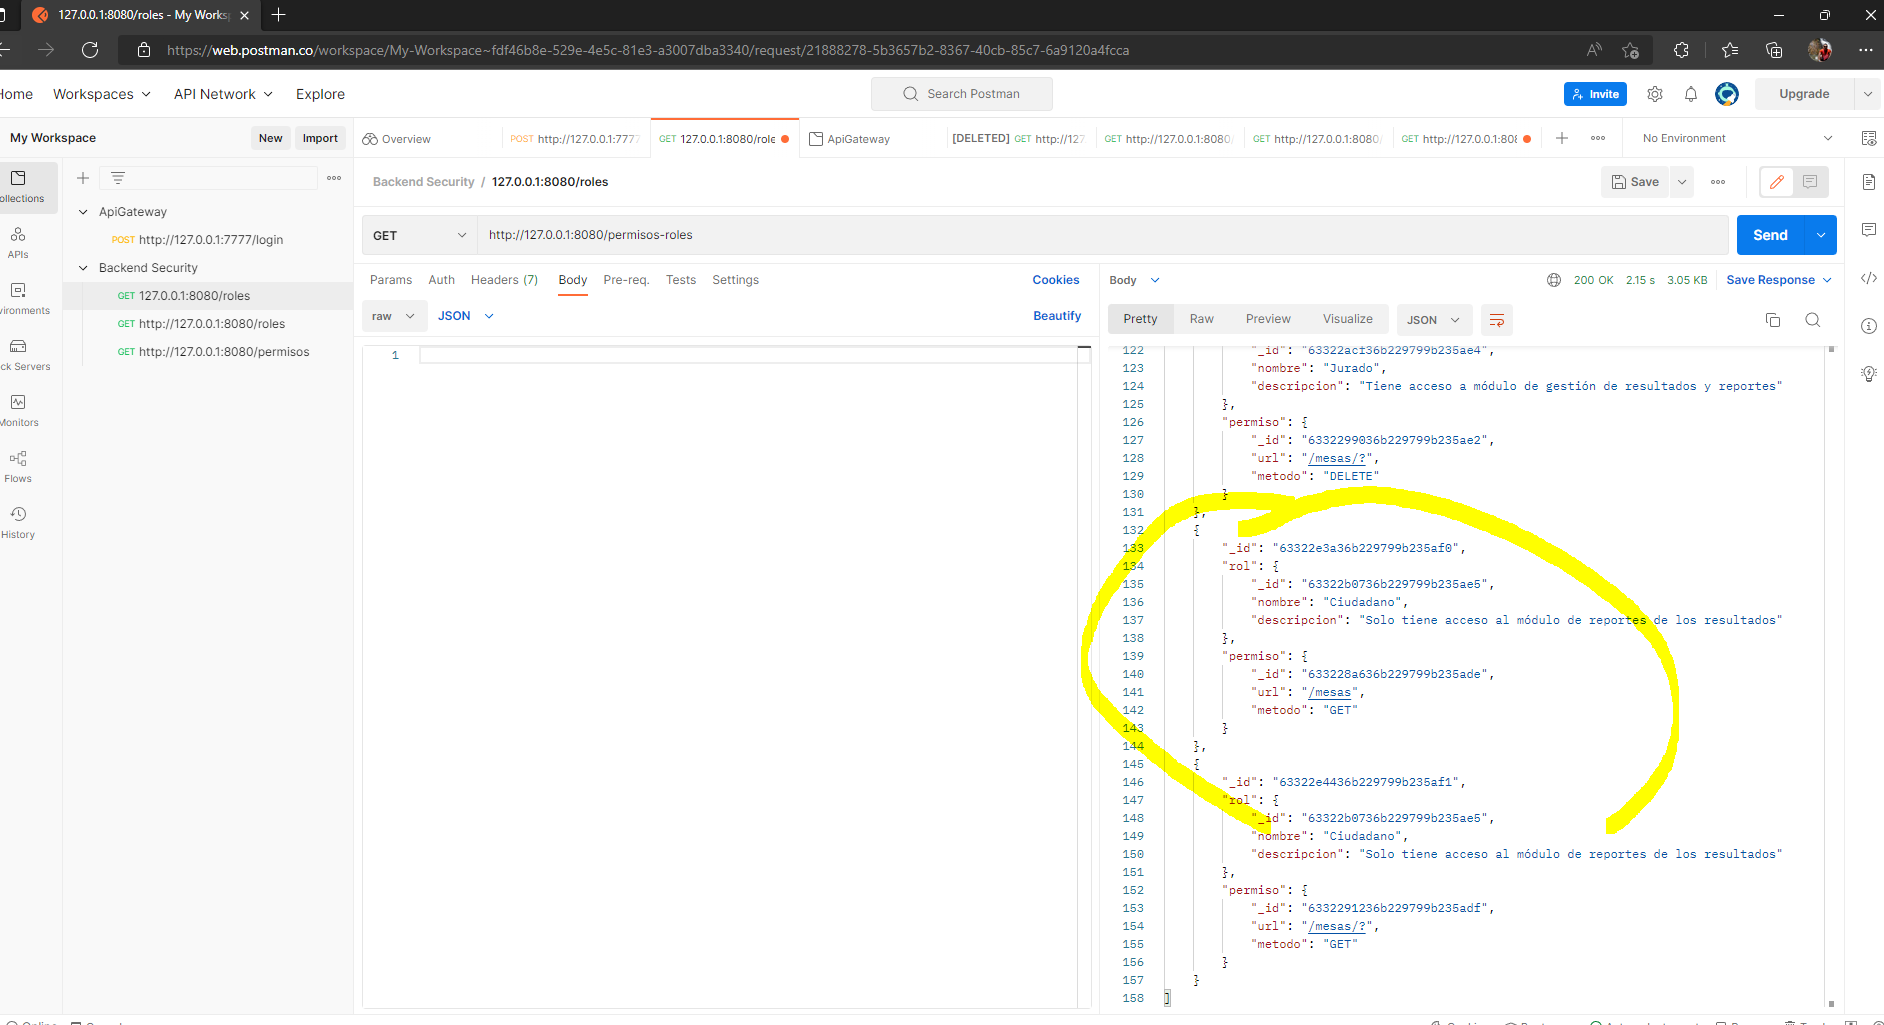 127.0.0.1:8080/roles - My Works
https://web.postman.co/workspace/My-Workspace~fdf46b8e-529e-4e5c-81e3-a3007dba3340/request/21888278-5b3657b2-8367-40cb-85c7-6a9120a4fcca
Home Workspaces API Network Explore
Search Postman
Invite
Upgrade
My Workspace
New Import
Overview
POST http://127.0.0.1:7777
GET 127.0.0.1:8080/role
ApiGateway
[DELETED] GET http://127
GET http://127.0.0.1:8080/
GET http://127.0.0.1:8080/
GET http://127.0.0.1:808
No Environment
ollections
APIs
vironments
ck Servers
Monitors
Flows
History
ApiGateway
POST http://127.0.0.1:7777/login
Backend Security
GET 127.0.0.1:8080/roles
GET http://127.0.0.1:8080/roles
GET http://127.0.0.1:8080/permisos
Backend Security / 127.0.0.1:8080/roles
Save
GET http://127.0.0.1:8080/permisos-roles
Send
Params Auth Headers (7) Body Pre-req. Tests Settings Cookies
raw JSON Beautify
1
Body 200 OK 2.15 s 3.05 KB Save Response
Pretty Raw Preview Visualize JSON
122 "_id": "63322acf36b229799b235ae4",
123 "nombre": "Jurado",
124 "descripcion": "Tiene acceso a módulo de gestión de resultados y reportes"
125 },
126 "permiso": {
127 "_id": "6332299036b229799b235ae2",
128 "url": "/mesas/?",
129 "metodo": "DELETE"
130 }
131 },
132 {
133 "_id": "63322e3a36b229799b235af0",
134 "rol": {
135 "_id": "63322b0736b229799b235ae5",
136 "nombre": "Ciudadano",
137 "descripcion": "Solo tiene acceso al módulo de reportes de los resultados"
138 },
139 "permiso": {
140 "_id": "633228a636b229799b235ade",
141 "url": "/mesas",
142 "metodo": "GET"
143 }
144 },
145 {
146 "_id": "63322e4436b229799b235af1",
147 "rol": {
148 "_id": "63322b0736b229799b235ae5",
149 "nombre": "Ciudadano",
150 "descripcion": "Solo tiene acceso al módulo de reportes de los resultados"
151 },
152 "permiso": {
153 "_id": "6332291236b229799b235adf",
154 "url": "/mesas/?",
155 "metodo": "GET"
156 }
157 }
158 ]